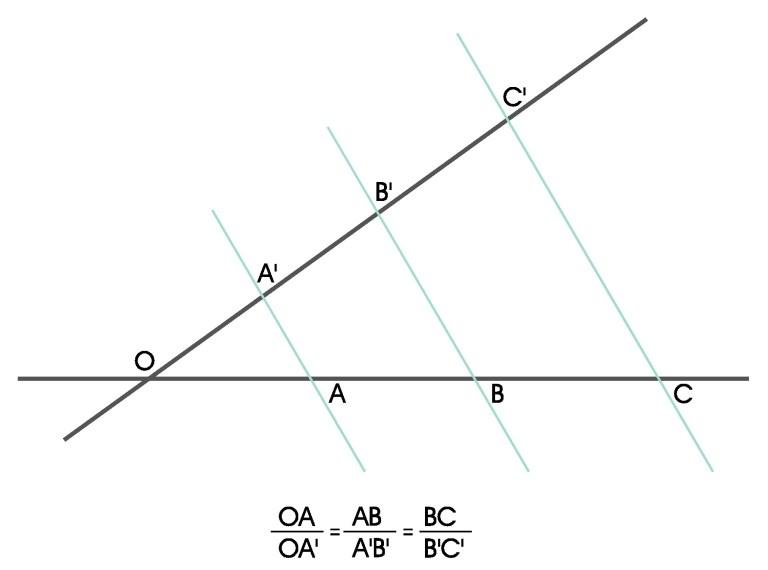 C'
B'
A'
O
A
B
C
OA/OA' = AB/A'B' = BC/B'C'